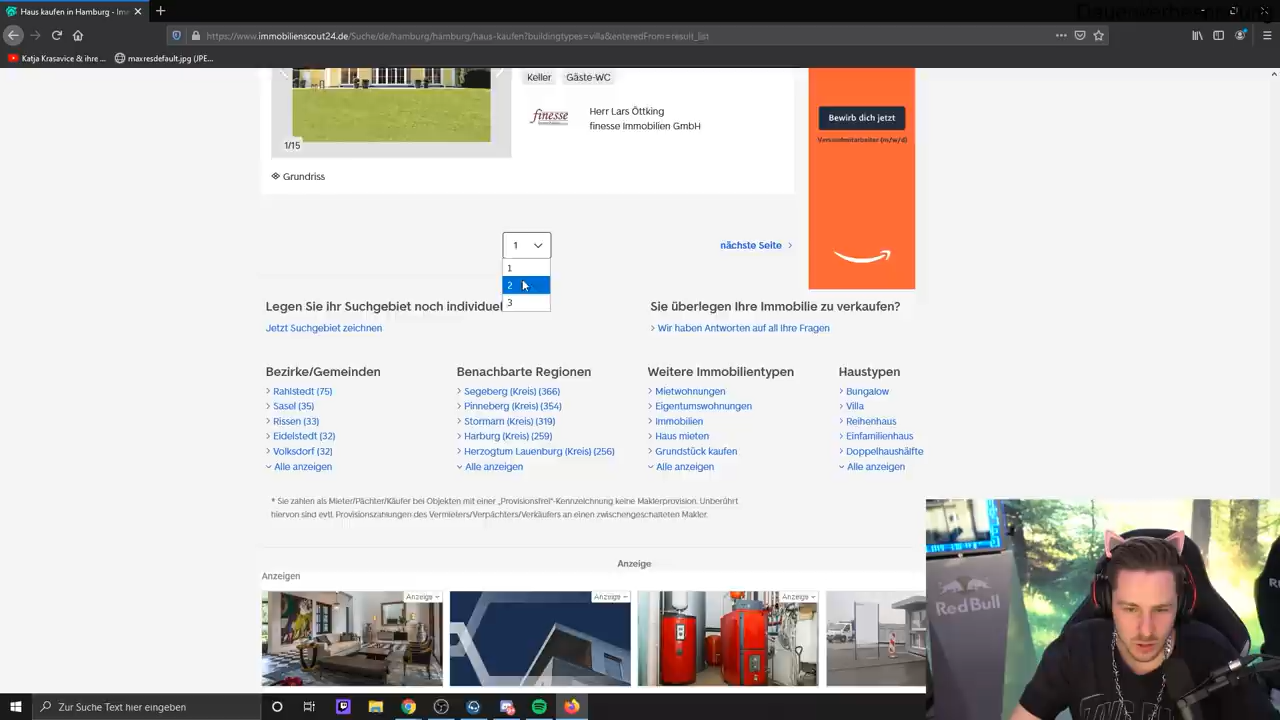 Haus kaufen in Hamburg - Imm
https://www.immobilienscout24.de/Suche/de/hamburg/hamburg/haus-kaufen?buildingtypes=villa&enteredFrom=result_list
Katja Krasavice & ihre ...
maxresdefault.jpg (JPE...
Keller
Gäste-WC
Herr Lars Öttking
finesse
finesse Immobilien GmbH
1/15
Grundriss
Bewirb dich jetzt
Versandmitarbeiter (m/w/d)
1
nächste Seite
1
2
3
Legen Sie ihr Suchgebiet noch individuel
Sie überlegen Ihre Immobilie zu verkaufen?
Jetzt Suchgebiet zeichnen
Wir haben Antworten auf all Ihre Fragen
Bezirke/Gemeinden
Benachbarte Regionen
Weitere Immobilientypen
Haustypen
Rahlstedt (75)
Segeberg (Kreis) (366)
Mietwohnungen
Bungalow
Sasel (35)
Pinneberg (Kreis) (354)
Eigentumswohnungen
Villa
Rissen (33)
Stormarn (Kreis) (319)
Immobilien
Reihenhaus
Eidelstedt (32)
Harburg (Kreis) (259)
Haus mieten
Einfamilienhaus
Volksdorf (32)
Herzogtum Lauenburg (Kreis) (256)
Grundstück kaufen
Doppelhaushälfte
Alle anzeigen
Alle anzeigen
Alle anzeigen
Alle anzeigen
* Sie zahlen als Mieter/Pächter/Käufer bei Objekten mit einer „Provisionsfrei"-Kennzeichnung keine Maklerprovision. Unberührt
hiervon sind evtl. Provisionszahlungen des Vermieters/Verpächters/Verkäufers an einen zwischengeschalteten Makler.
Anzeige
Anzeigen
Anzeige
Anzeige
Anzeige
Red Bull
Zur Suche Text hier eingeben